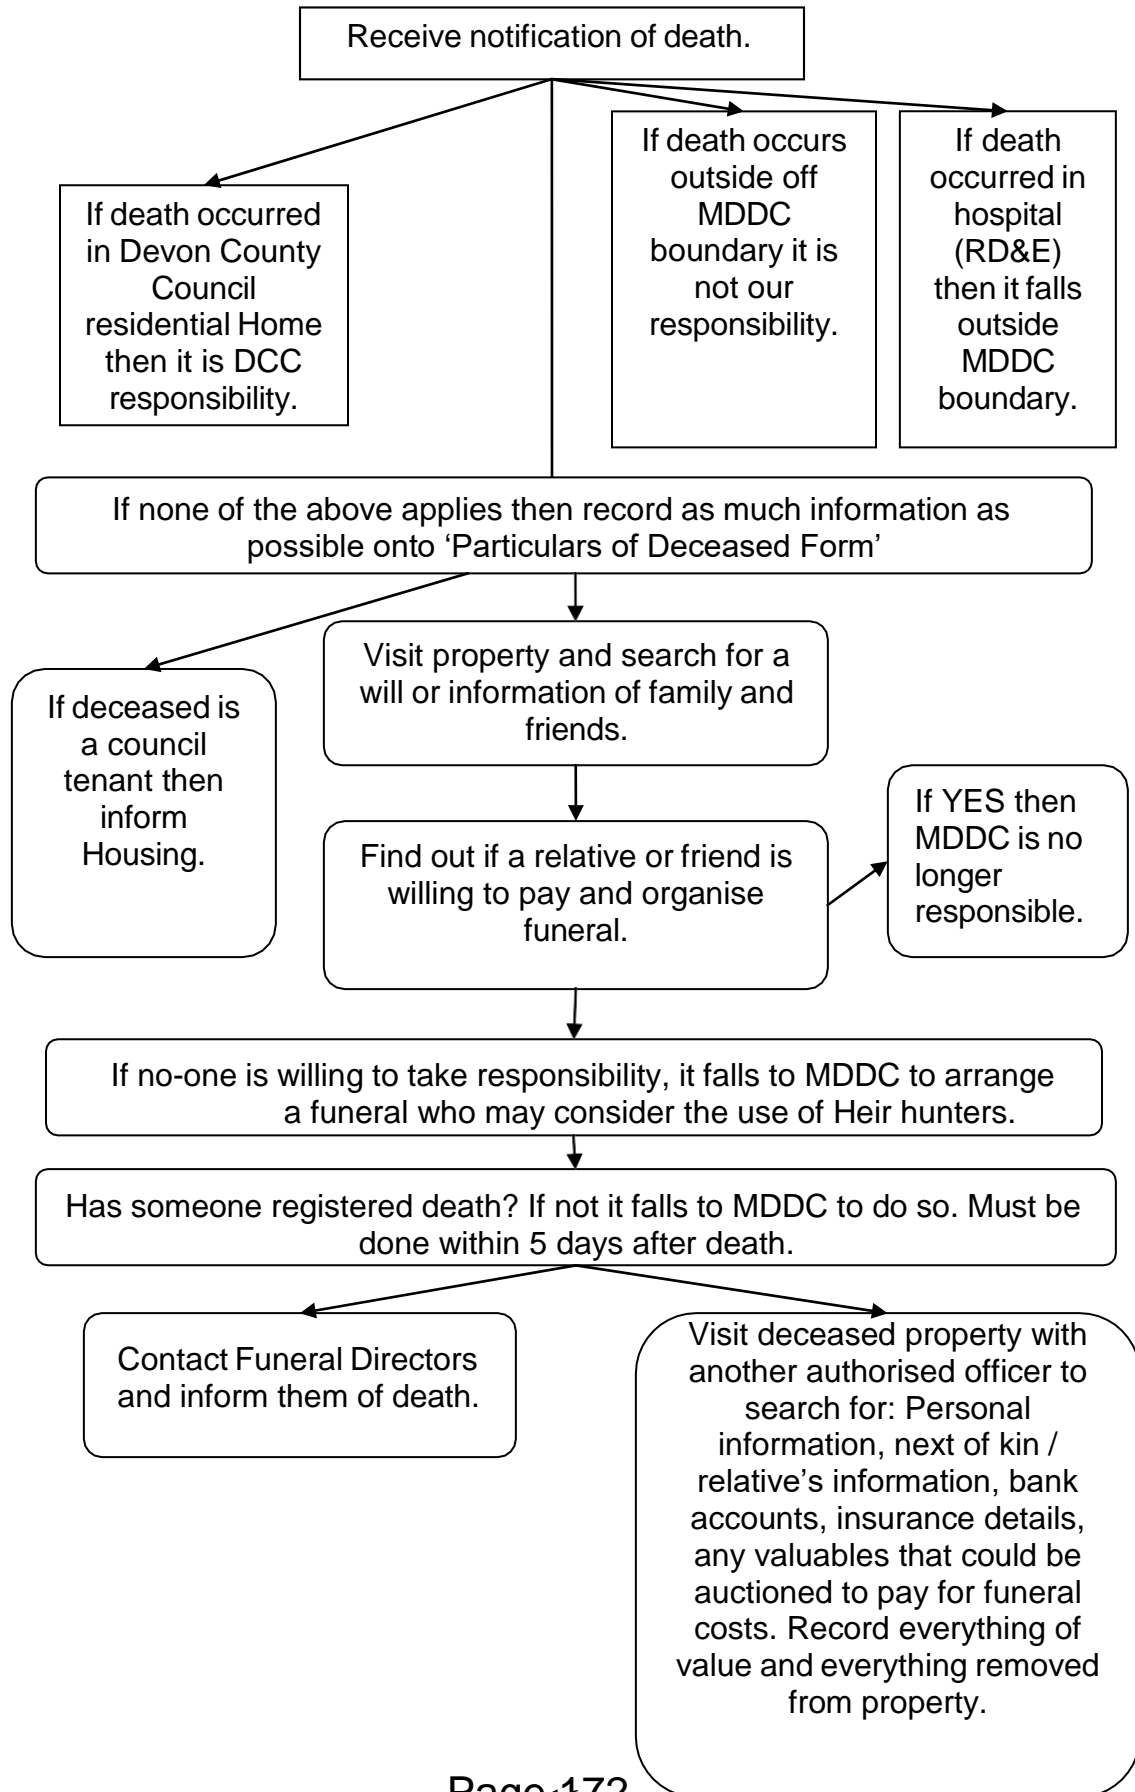 Receive notification of death.
If death occurred
in Devon County
Council
residential Home
then it is DCC
responsibility.
If death occurs
outside off
MDDC
boundary it is
not our
responsibility.
If death
occurred in
hospital
(RD&E)
then it falls
outside
MDDC
boundary.
If none of the above applies then record as much information as
possible onto ‘Particulars of Deceased Form’
If deceased is
a council
tenant then
inform
Housing.
Visit property and search for a
will or information of family and
friends.
Find out if a relative or friend is
willing to pay and organise
funeral.
If YES then
MDDC is no
longer
responsible.
If no-one is willing to take responsibility, it falls to MDDC to arrange
a funeral who may consider the use of Heir hunters.
Has someone registered death? If not it falls to MDDC to do so. Must be
done within 5 days after death.
Contact Funeral Directors
and inform them of death.
Visit deceased property with
another authorised officer to
search for: Personal
information, next of kin /
relative’s information, bank
accounts, insurance details,
any valuables that could be
auctioned to pay for funeral
costs. Record everything of
value and everything removed
from property.
Page 172